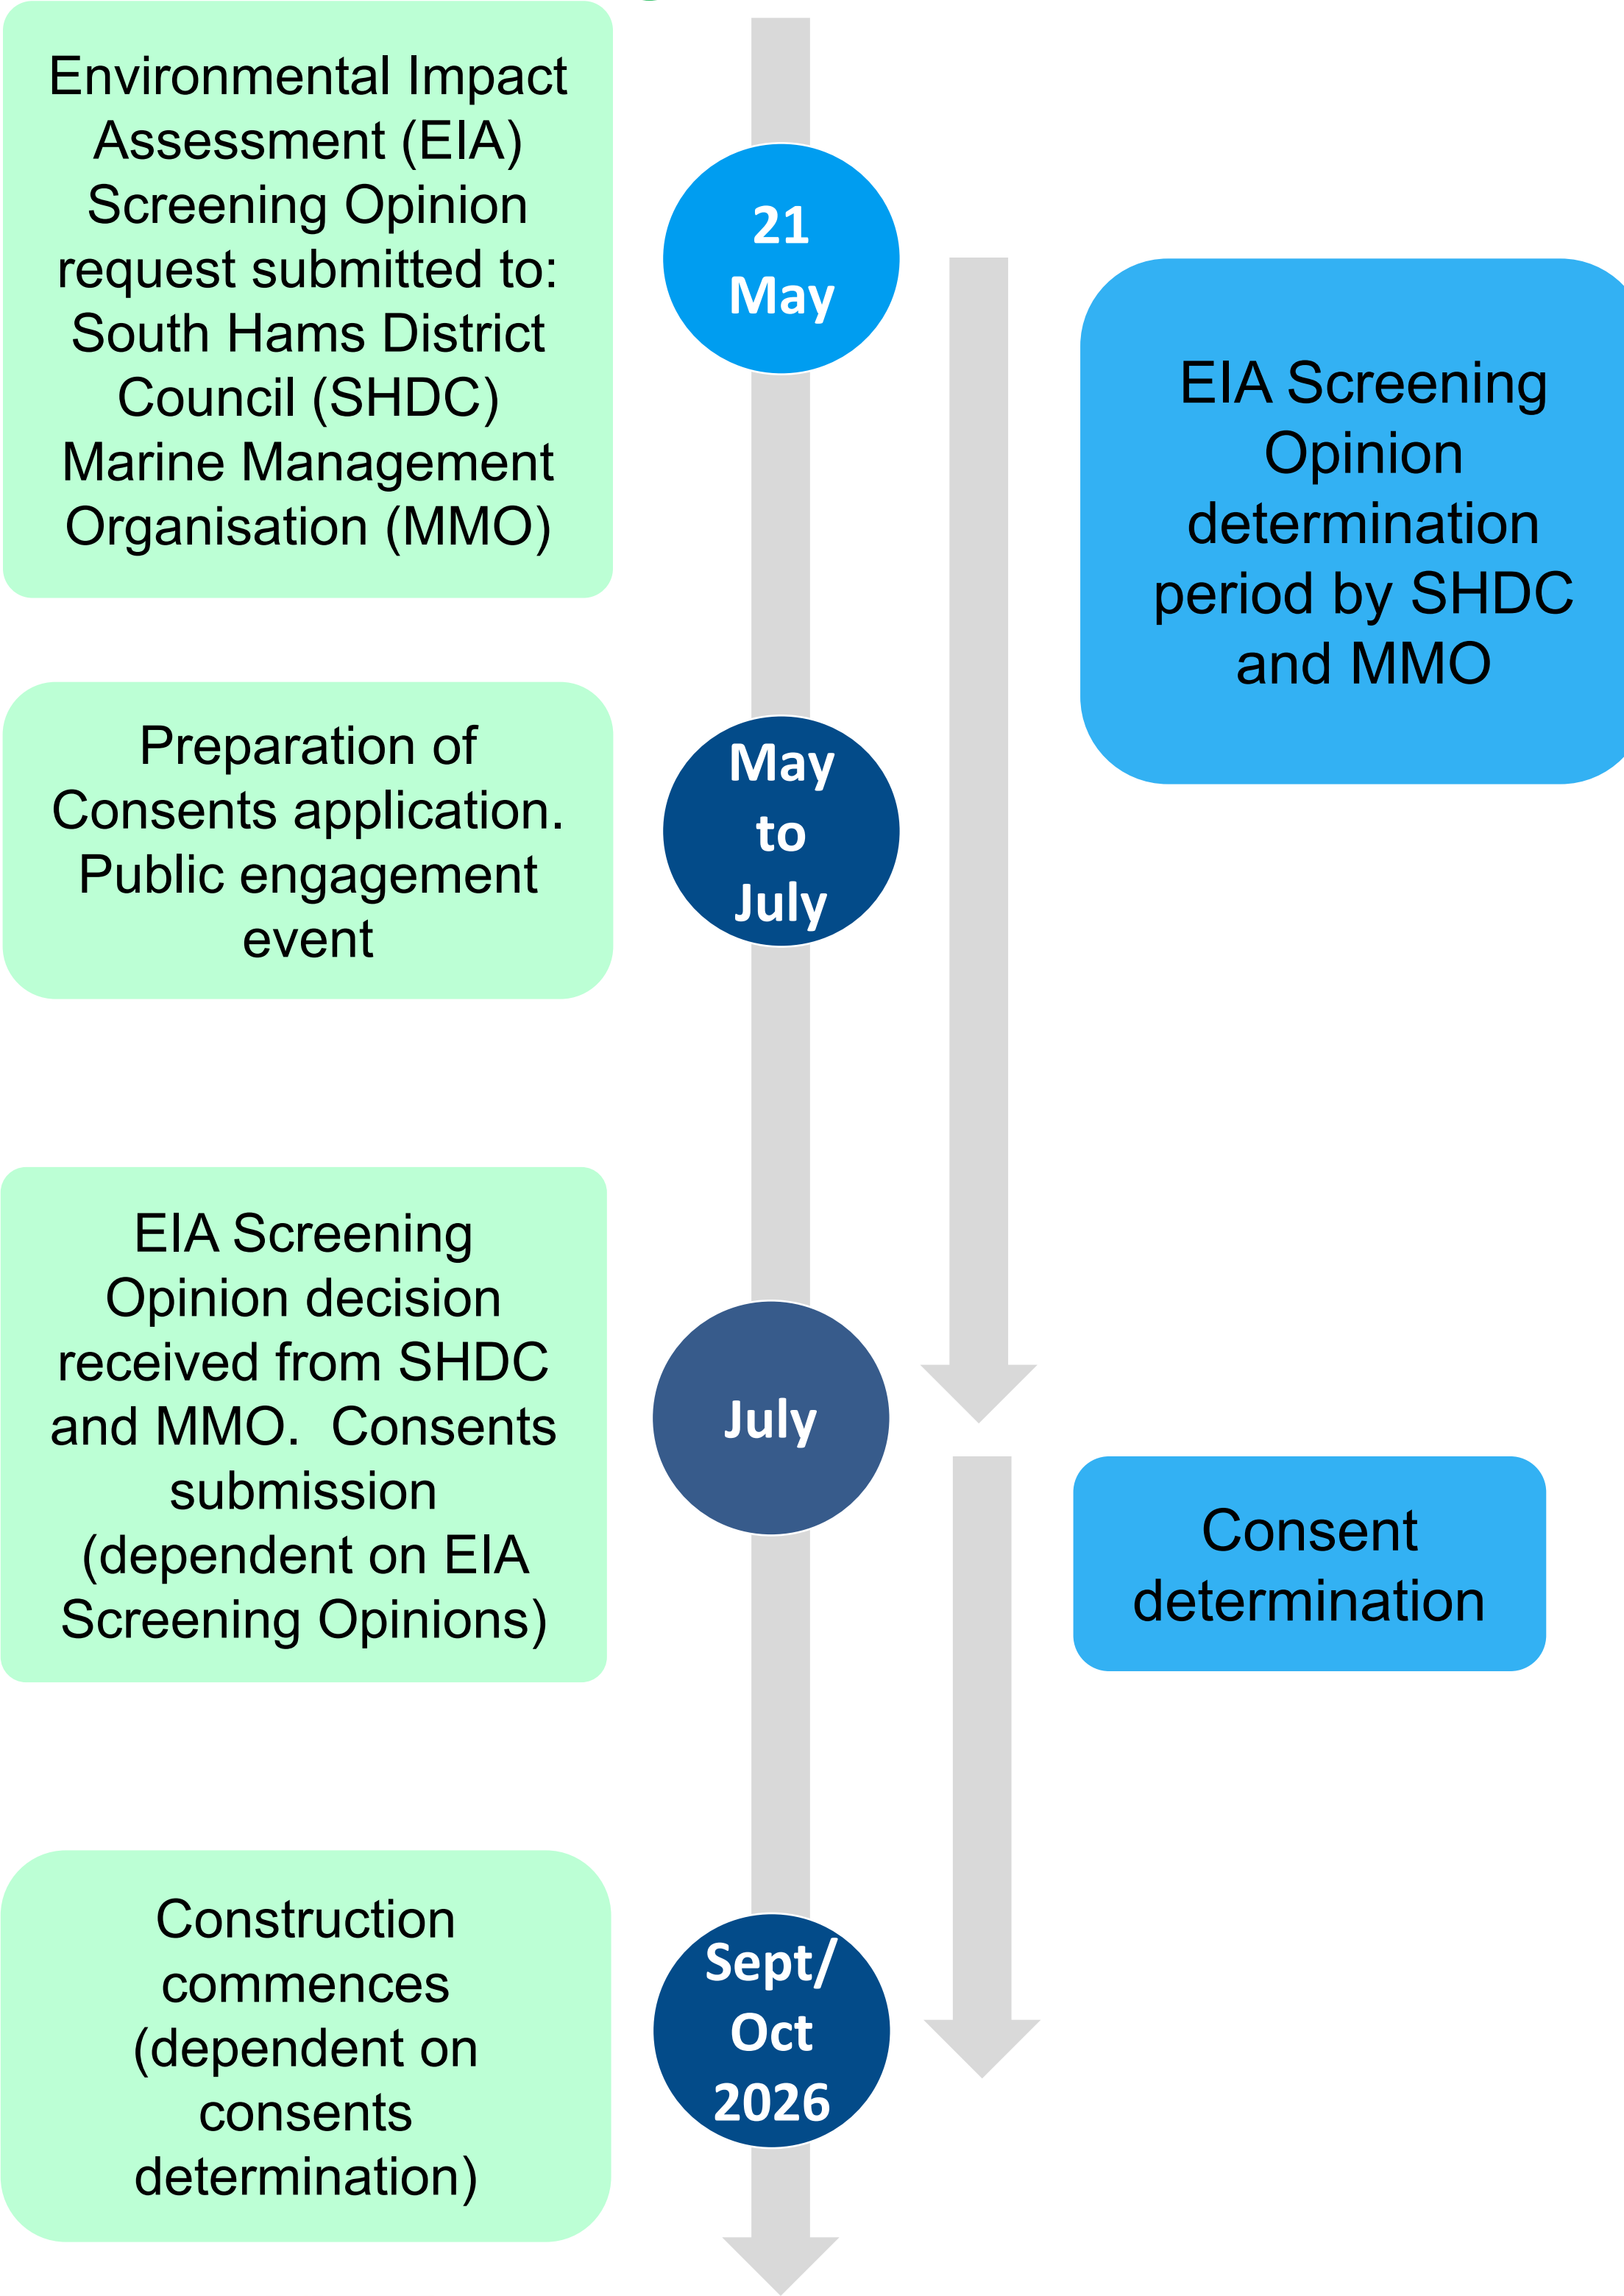 Environmental Impact
Assessment (EIA)
Screening Opinion
request submitted to:
South Hams District
Council (SHDC)
Marine Management
Organisation (MMO)
21
May
EIA Screening
Opinion
determination
period by SHDC
and MMO
Preparation of
Consents application.
Public engagement
event
May
to
July
EIA Screening
Opinion decision
received from SHDC
and MMO.  Consents
submission
(dependent on EIA
Screening Opinions)
July
Consent
determination
Construction
commences
(dependent on
consents
determination)
Sept/
Oct
2026